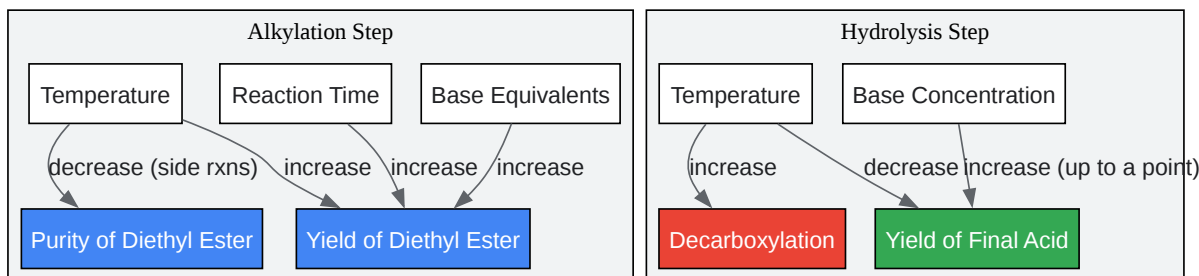 Alkylation Step
Temperature
Reaction Time
Base Equivalents
decrease (side rxns)
increase
increase
increase
Purity of Diethyl Ester
Yield of Diethyl Ester
Hydrolysis Step
Temperature
Base Concentration
increase
decrease
increase (up to a point)
Decarboxylation
Yield of Final Acid